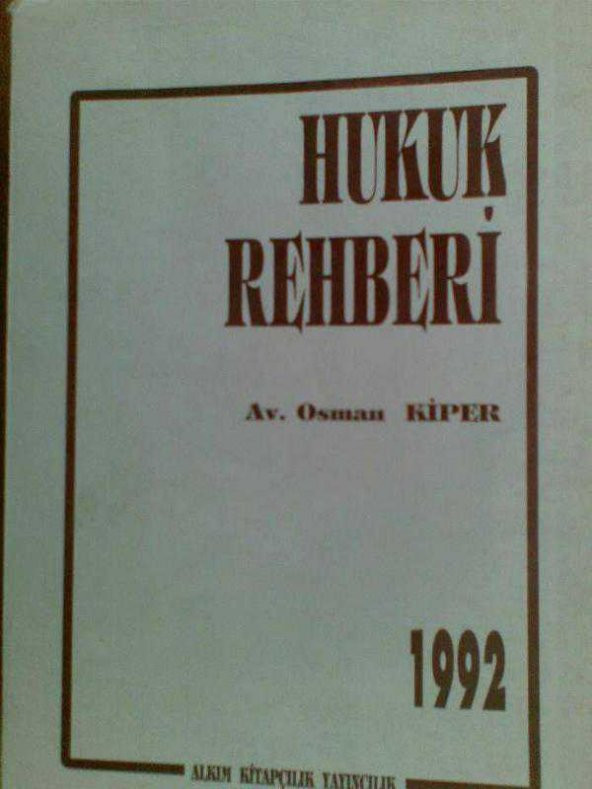 HUKUK
REHBERİ
Av. Osman KİPER
1992
ALKIM KİTAPÇILIK YAYINCILIK